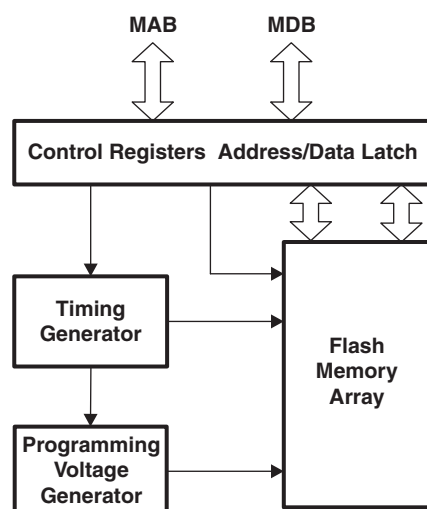 MAB MDB
Control Registers Address/Data Latch
Timing
Generator
Flash
Memory
Array
Programming
Voltage
Generator